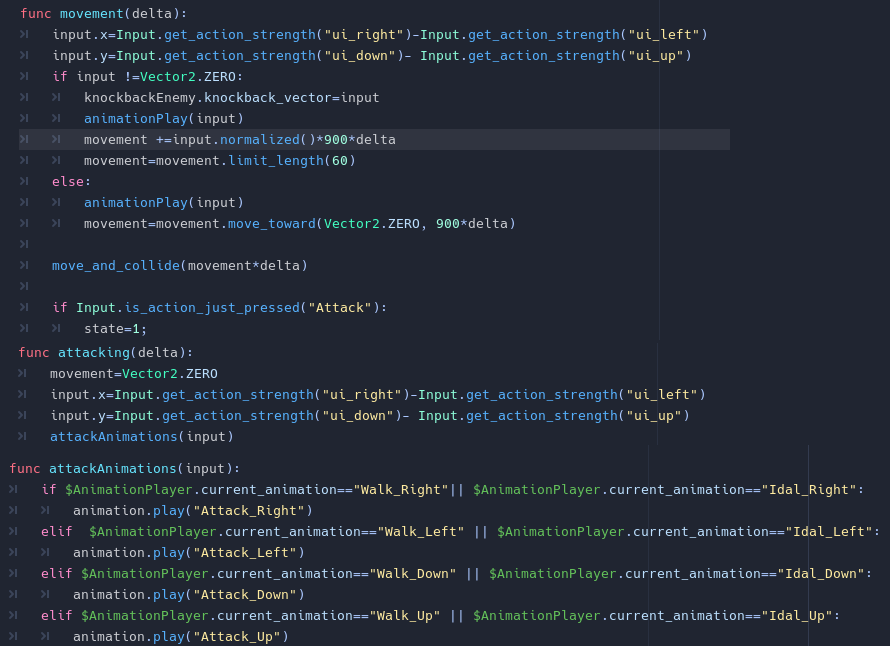 func movement(delta):
input.x=Input.get_action_strength("ui_right")-Input.get_action_strength("ui_left")
input.y=Input.get_action_strength("ui_down")- Input.get_action_strength("ui_up")
if input !=Vector2.ZERO:
knockbackEnemy.knockback_vector=input
animationPlay(input)
movement +=input.normalized()*900*delta
movement=movement.limit_length(60)
else:
animationPlay(input)
movement=movement.move_toward(Vector2.ZERO, 900*delta)
move_and_collide(movement*delta)
if Input.is_action_just_pressed("Attack"):
state=1;
func attacking(delta):
movement=Vector2.ZERO
input.x=Input.get_action_strength("ui_right")-Input.get_action_strength("ui_left")
input.y=Input.get_action_strength("ui_down")- Input.get_action_strength("ui_up")
attackAnimations(input)
func attackAnimations(input):
if $AnimationPlayer.current_animation=="Walk_Right"|| $AnimationPlayer.current_animation=="Idal_Right":
animation.play("Attack_Right")
elif  $AnimationPlayer.current_animation=="Walk_Left" || $AnimationPlayer.current_animation=="Idal_Left":
animation.play("Attack_Left")
elif $AnimationPlayer.current_animation=="Walk_Down" || $AnimationPlayer.current_animation=="Idal_Down":
animation.play("Attack_Down")
elif $AnimationPlayer.current_animation=="Walk_Up" || $AnimationPlayer.current_animation=="Idal_Up":
animation.play("Attack_Up")